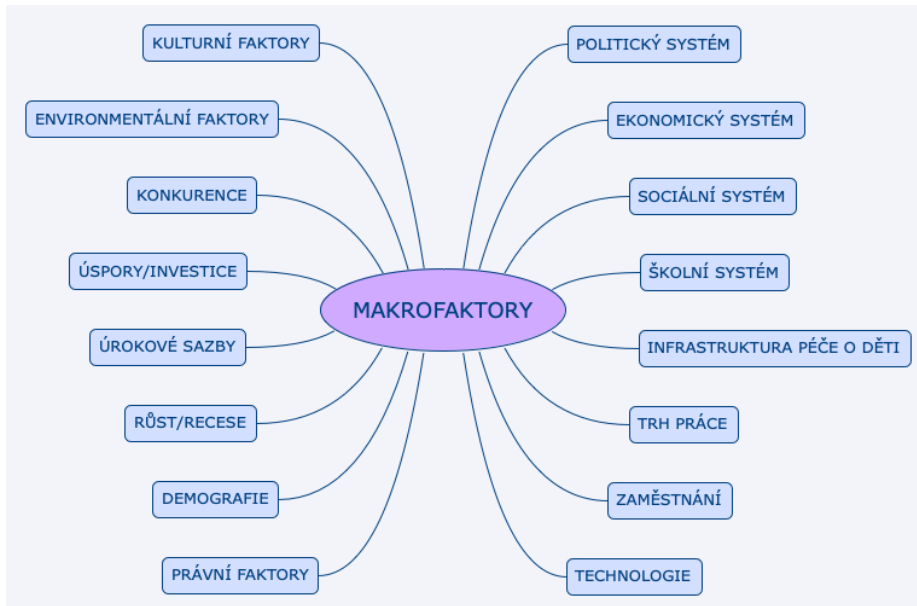 KULTURNÍ FAKTORY
ENVIRONMENTÁLNÍ FAKTORY
KONKURENCE
ÚSPORY/INVESTICE
ÚROKOVÉ SAZBY
RŮST/RECESE
DEMOGRAFIE
PRÁVNÍ FAKTORY
MAKROFAKTORY
POLITICKÝ SYSTÉM
EKONOMICKÝ SYSTÉM
SOCIÁLNÍ SYSTÉM
ŠKOLNÍ SYSTÉM
INFRASTRUKTURA PÉČE O DĚTI
TRH PRÁCE
ZAMĚSTNÁNÍ
TECHNOLOGIE